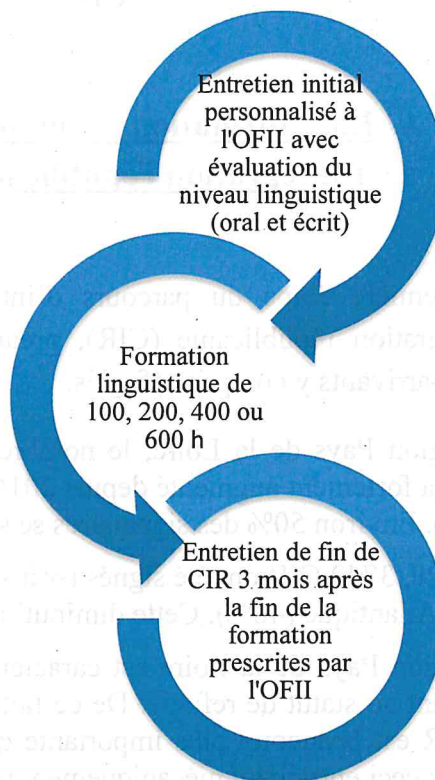 Entretien initial
personnalisé à
l'OFII avec
évaluation du
niveau linguistique
(oral et écrit)
Formation
linguistique de
100, 200, 400 ou
600 h
Entretien de fin de
CIR 3 mois après
la fin de la
formation
prescrites par
l'OFII